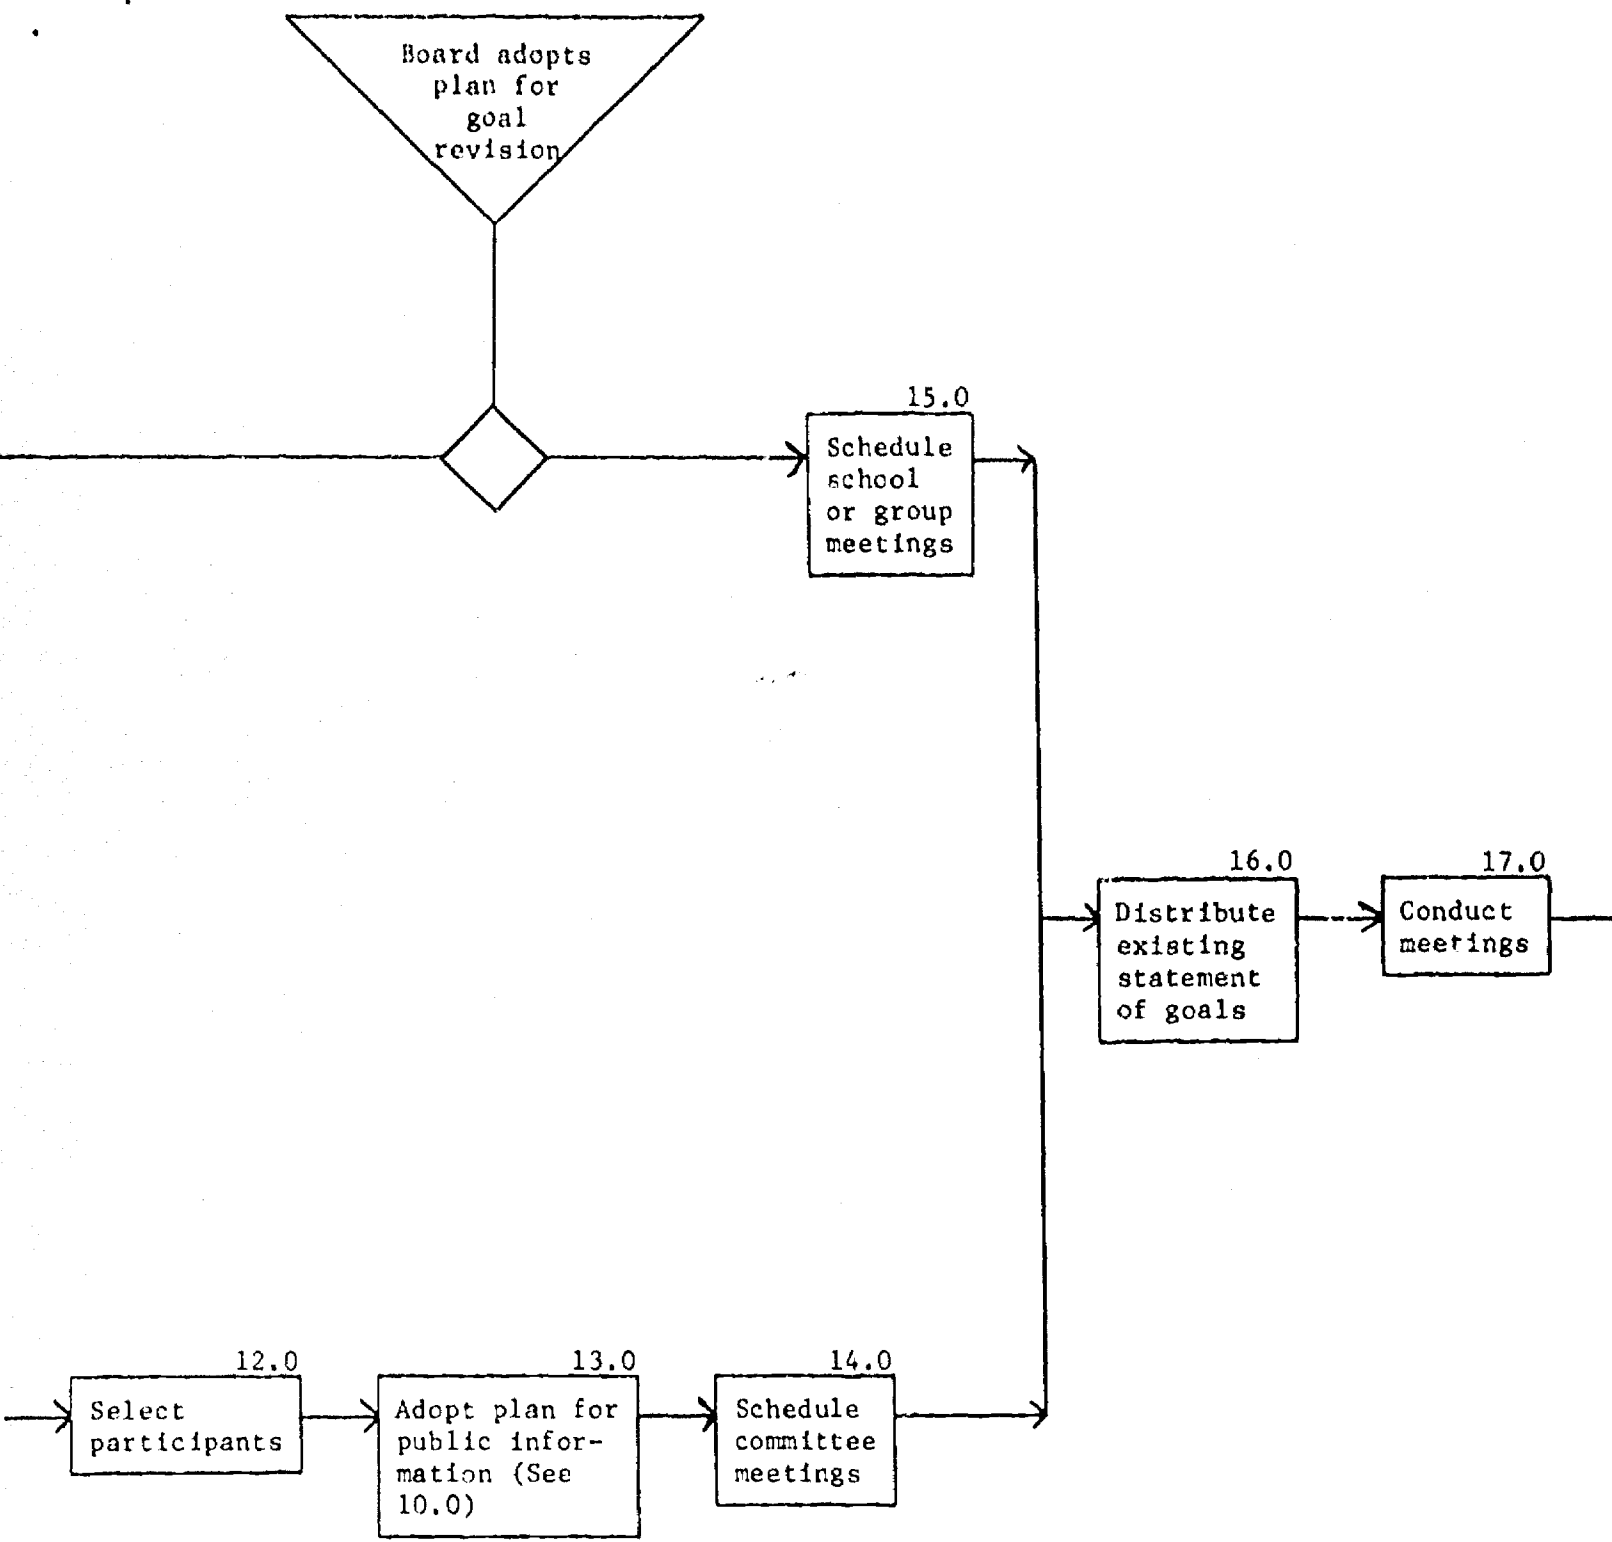 Board adopts
plan for
goal
revision
15.0
Schedule
school
or group
meetings
16.0
Distribute
existing
statement
of goals
17.0
Conduct
meetings
12.0
Select
participants
13.0
Adopt plan for
public infor-
mation (See
10.0)
14.0
Schedule
committee
meetings